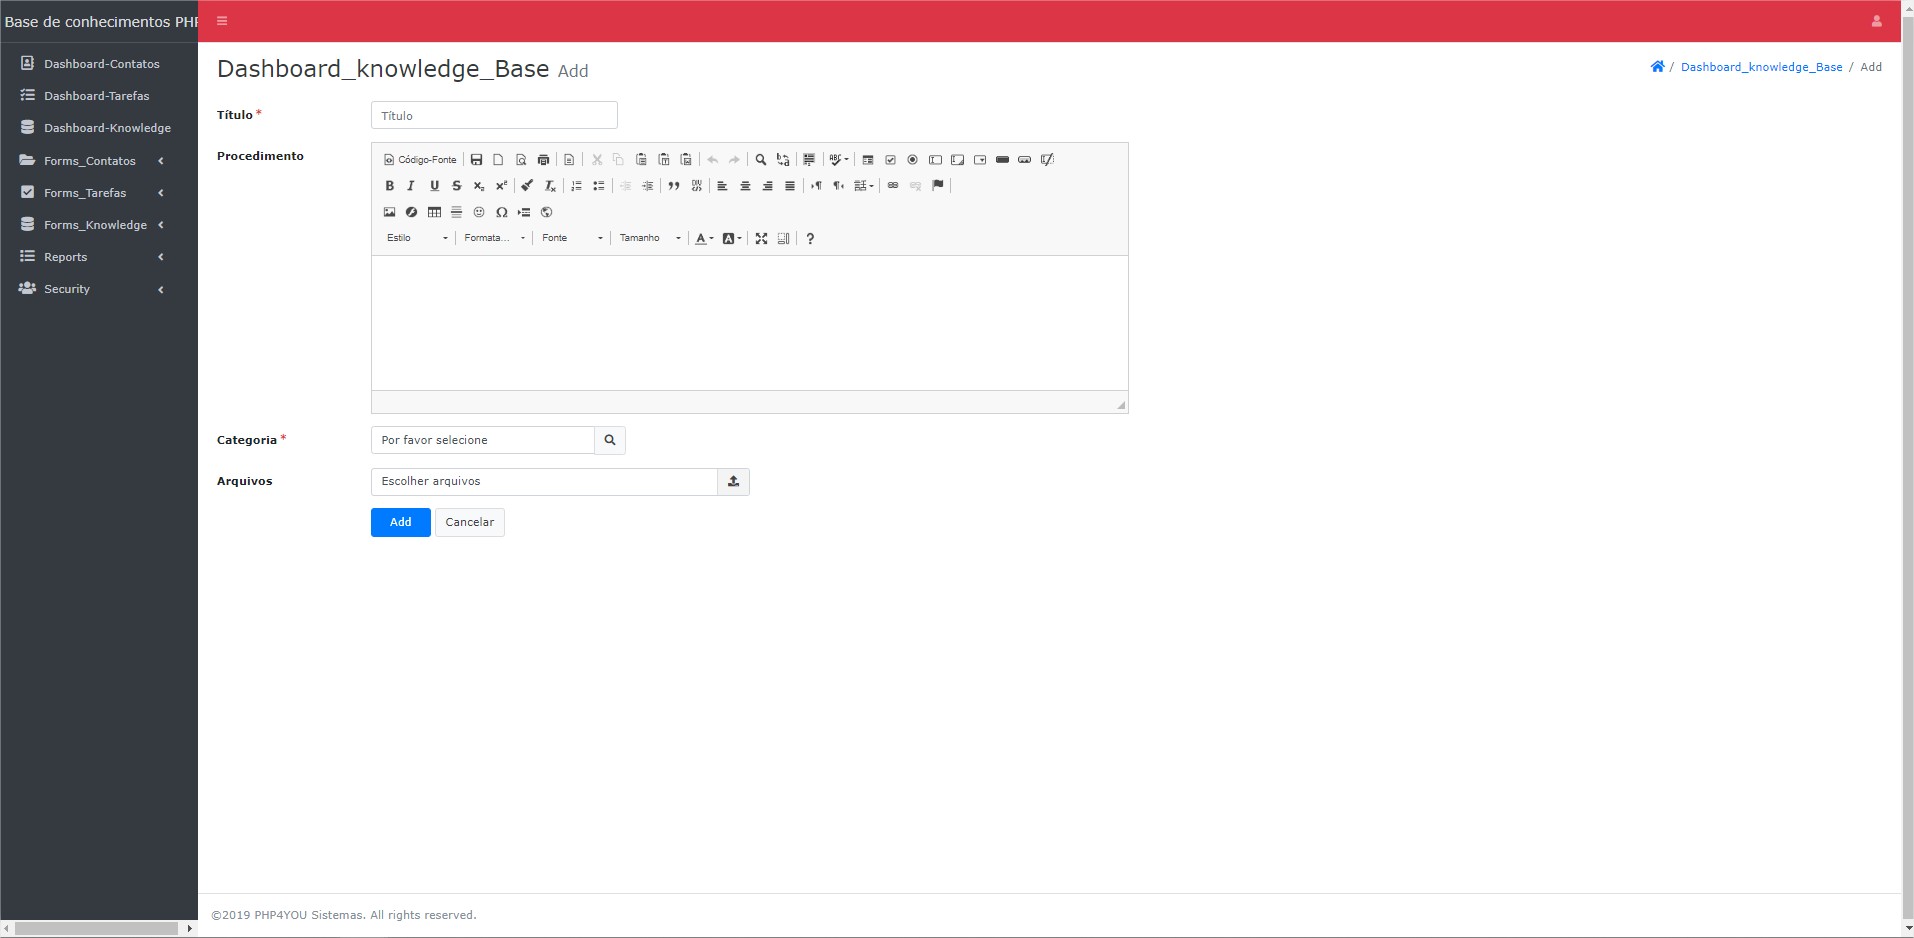 Base de conhecimentos PHP
Dashboard-Contatos
Dashboard-Tarefas
Dashboard-Knowledge
Forms_Contatos
Forms_Tarefas
Forms_Knowledge
Reports
Security
Dashboard_knowledge_Base Add
/ Dashboard_knowledge_Base / Add
Título *
Título
Procedimento
Código-Fonte
Estilo
Formata...
Fonte
Tamanho
Categoria *
Por favor selecione
Arquivos
Escolher arquivos
Add
Cancelar
©2019 PHP4YOU Sistemas. All rights reserved.